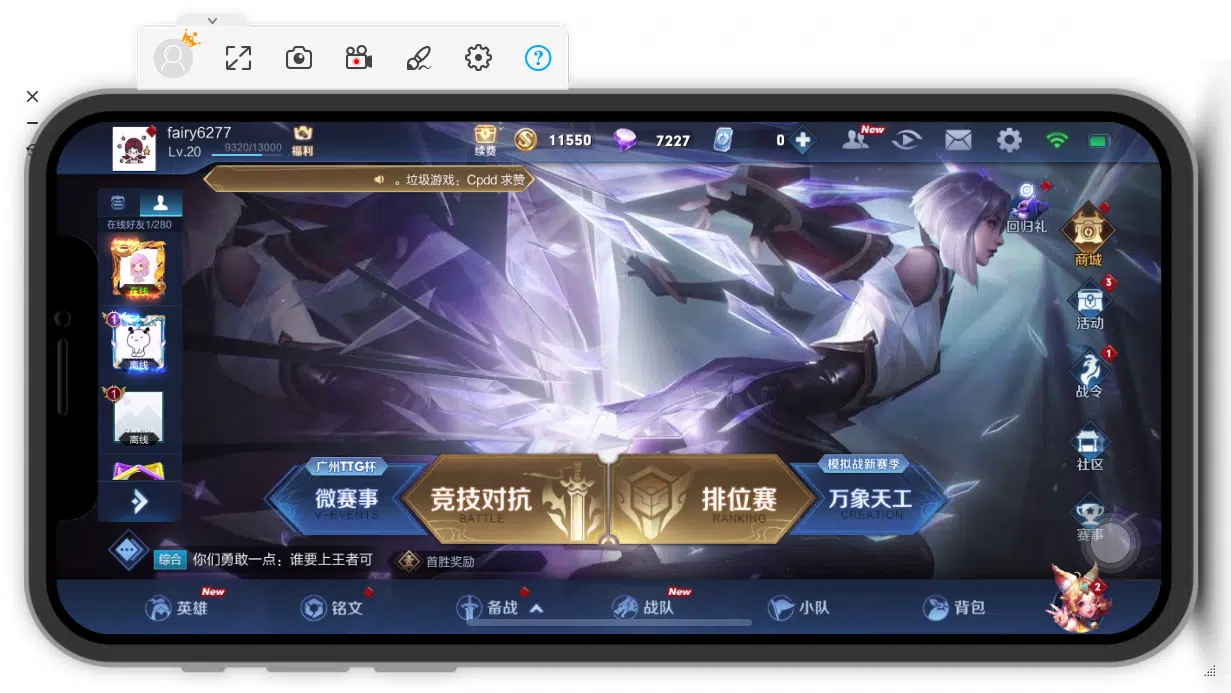 fairy6277
Lv.20
9320/13000
福利
续费
11550
7227
0
New
。垃圾游戏：Cpdd 求赞
在线好友1/280
在线
1
离线
1
离线
回归礼
商城
3
活动
1
战令
社区
赛事
广州TTG杯
微赛事
V-EVENTS
竞技对抗
BATTLE
排位赛
RANKING
模拟战新赛季
万象天工
CREATION
综合
你们勇敢一点：谁要上王者可
首胜奖励
英雄
New
铭文
备战
战队
New
小队
背包
2